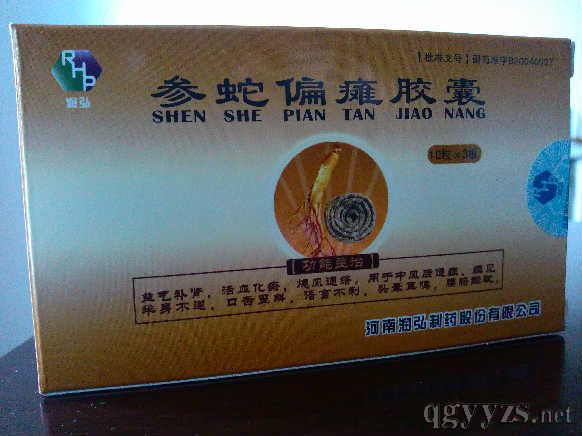 RHP
润弘
【批准文号】国药准字B20040007
参蛇偏瘫胶囊
SHEN SHE PIAN TAN JIAO NANG
10粒×3板
【功能主治】
益气补肾，活血化瘀，熄风通络，用于中风后遗症，症见
半身不遂，口舌歪斜，语言不利，头晕耳鸣，腰膝酸软。
河南润弘制药股份有限公司
qgyyzs.net